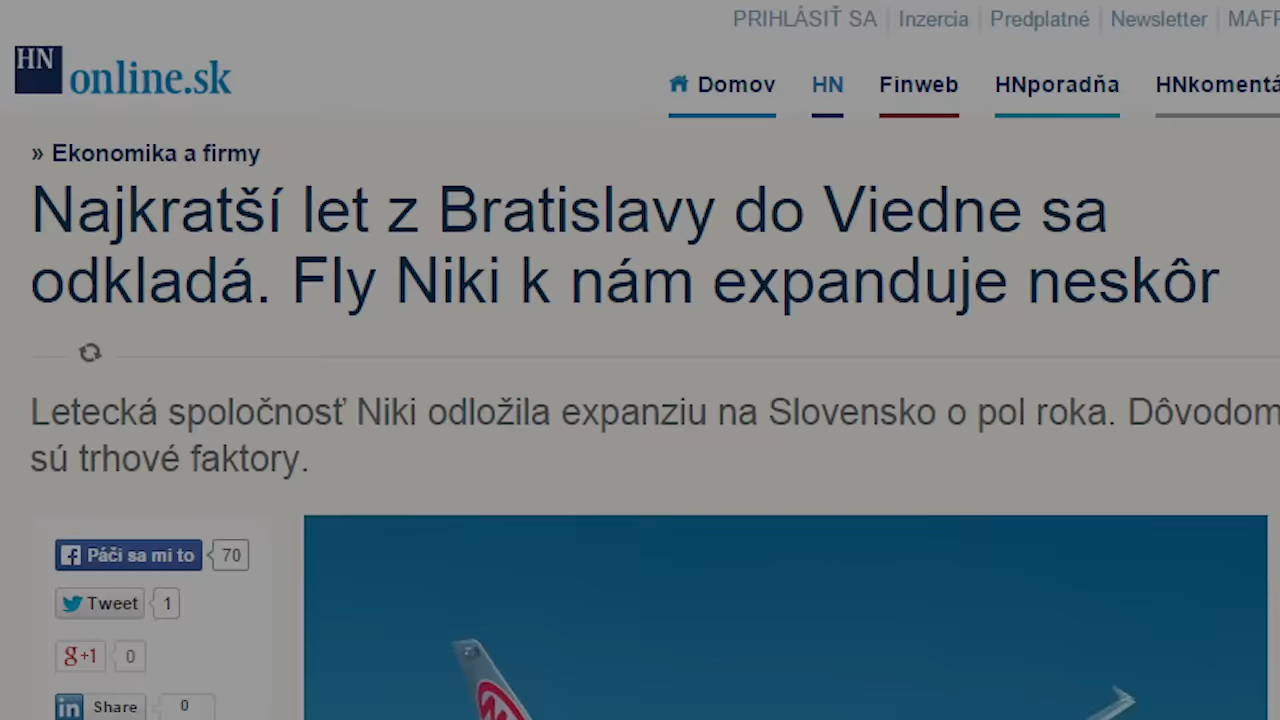 PRIHLÁSIŤ SA Inzercia Predplatné Newsletter
HN
online.sk
Domov HN Finweb HNporadňa
» Ekonomika a firmy
Najkratší let z Bratislavy do Viedne sa
odkladá. Fly Niki k nám expanduje neskôr
Letecká spoločnosť Niki odložila expanziu na Slovensko o pol roka. Dôvodom
sú trhové faktory.
Páči sa mi to 70
Tweet 1
g+1 0
in Share 0